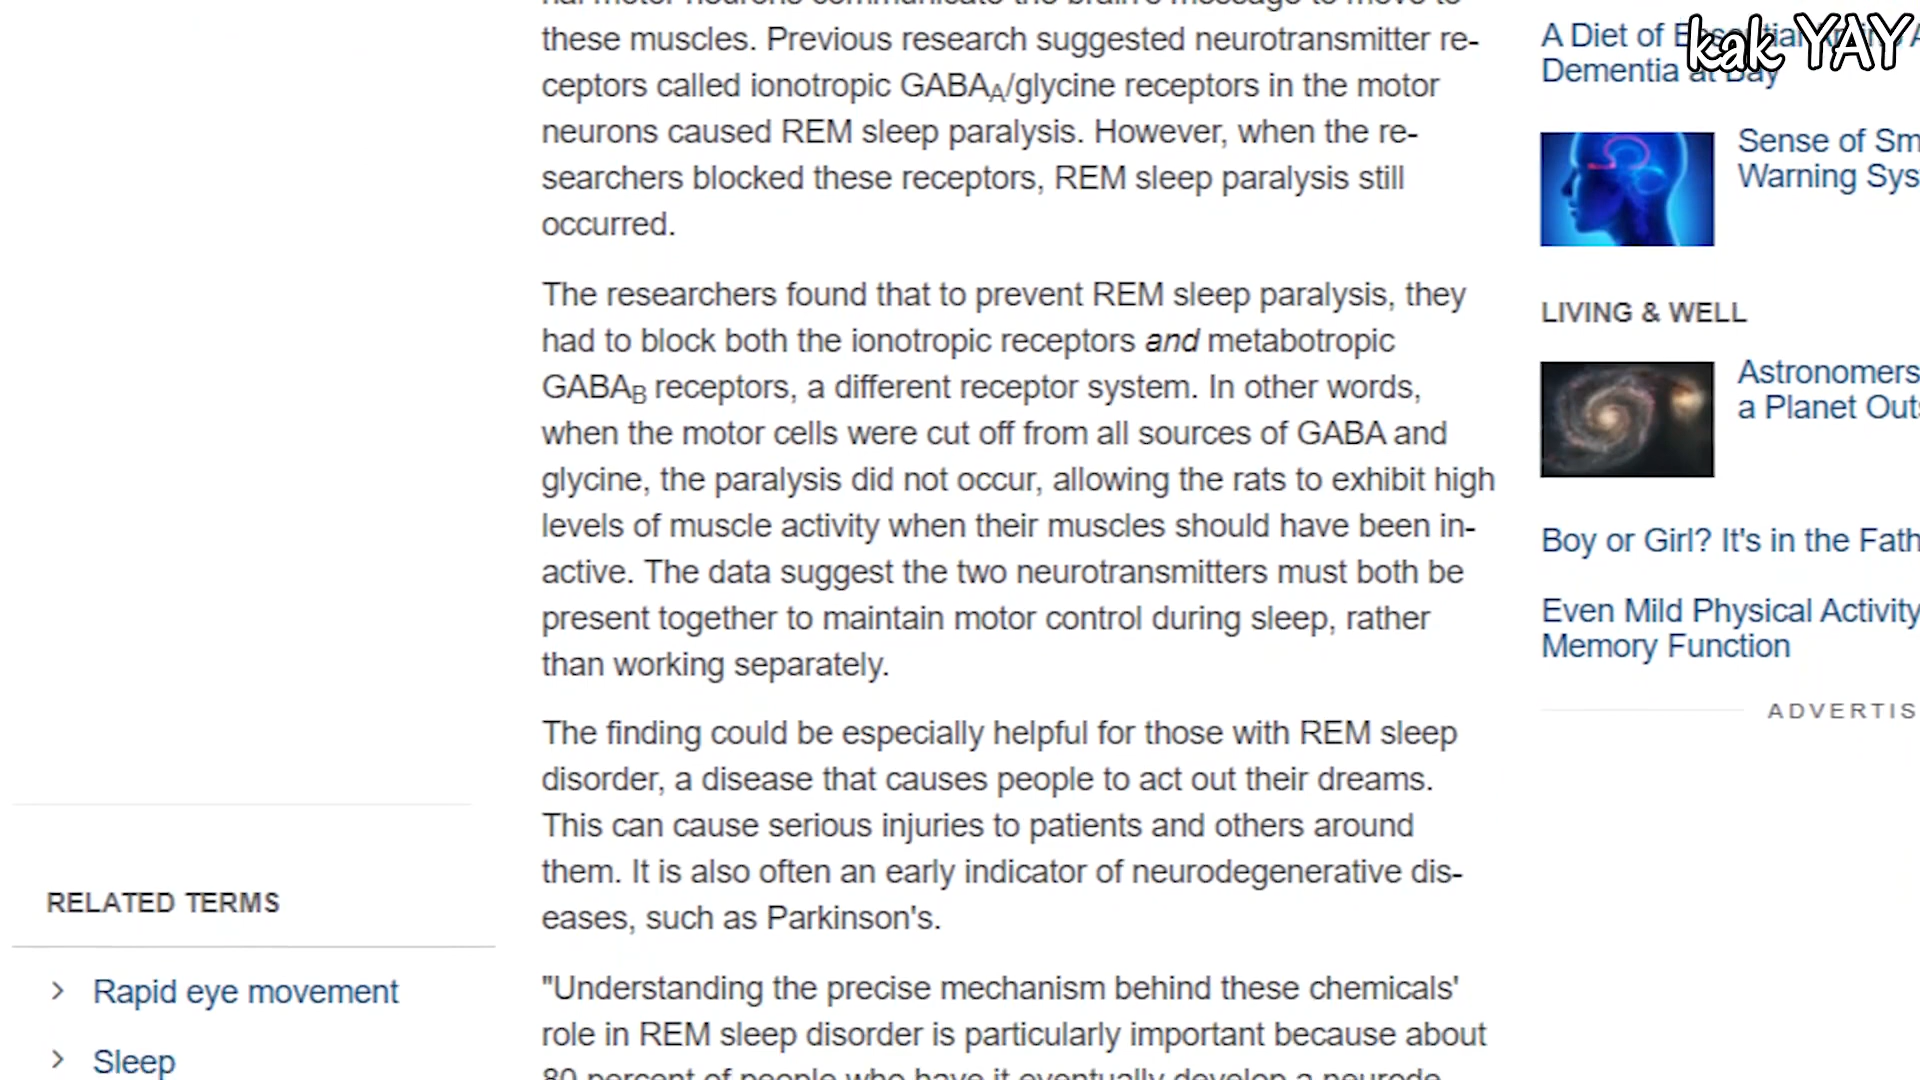 these muscles. Previous research suggested neurotransmitter re-
ceptors called ionotropic GABAA/glycine receptors in the motor
neurons caused REM sleep paralysis. However, when the re-
searchers blocked these receptors, REM sleep paralysis still
occurred.
The researchers found that to prevent REM sleep paralysis, they
had to block both the ionotropic receptors and metabotropic
GABAB receptors, a different receptor system. In other words,
when the motor cells were cut off from all sources of GABA and
glycine, the paralysis did not occur, allowing the rats to exhibit high
levels of muscle activity when their muscles should have been in-
active. The data suggest the two neurotransmitters must both be
present together to maintain motor control during sleep, rather
than working separately.
The finding could be especially helpful for those with REM sleep
disorder, a disease that causes people to act out their dreams.
This can cause serious injuries to patients and others around
them. It is also often an early indicator of neurodegenerative dis-
eases, such as Parkinson's.
"Understanding the precise mechanism behind these chemicals'
role in REM sleep disorder is particularly important because about
RELATED TERMS
Rapid eye movement
Sleep
kak YAY
A Diet of
Dementia at Bay
Sense of Sm
Warning Sys
LIVING & WELL
Astronomers
a Planet Outs
Boy or Girl? It's in the Fath
Even Mild Physical Activity
Memory Function
ADVERTIS